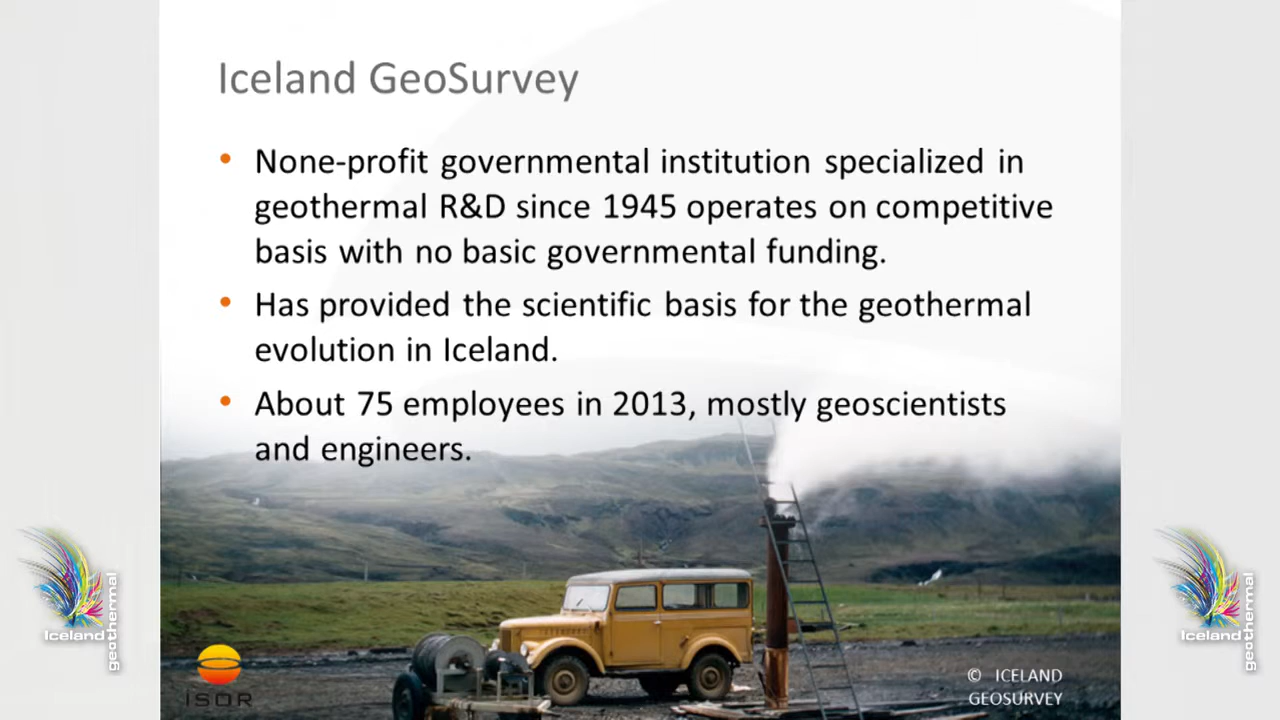 Iceland GeoSurvey
• None-profit governmental institution specialized in
geothermal R&D since 1945 operates on competitive
basis with no basic governmental funding.
• Has provided the scientific basis for the geothermal
evolution in Iceland.
• About 75 employees in 2013, mostly geoscientists
and engineers.
Iceland
geothermal
ISOR
© ICELAND
GEOSURVEY
Iceland
geothermal